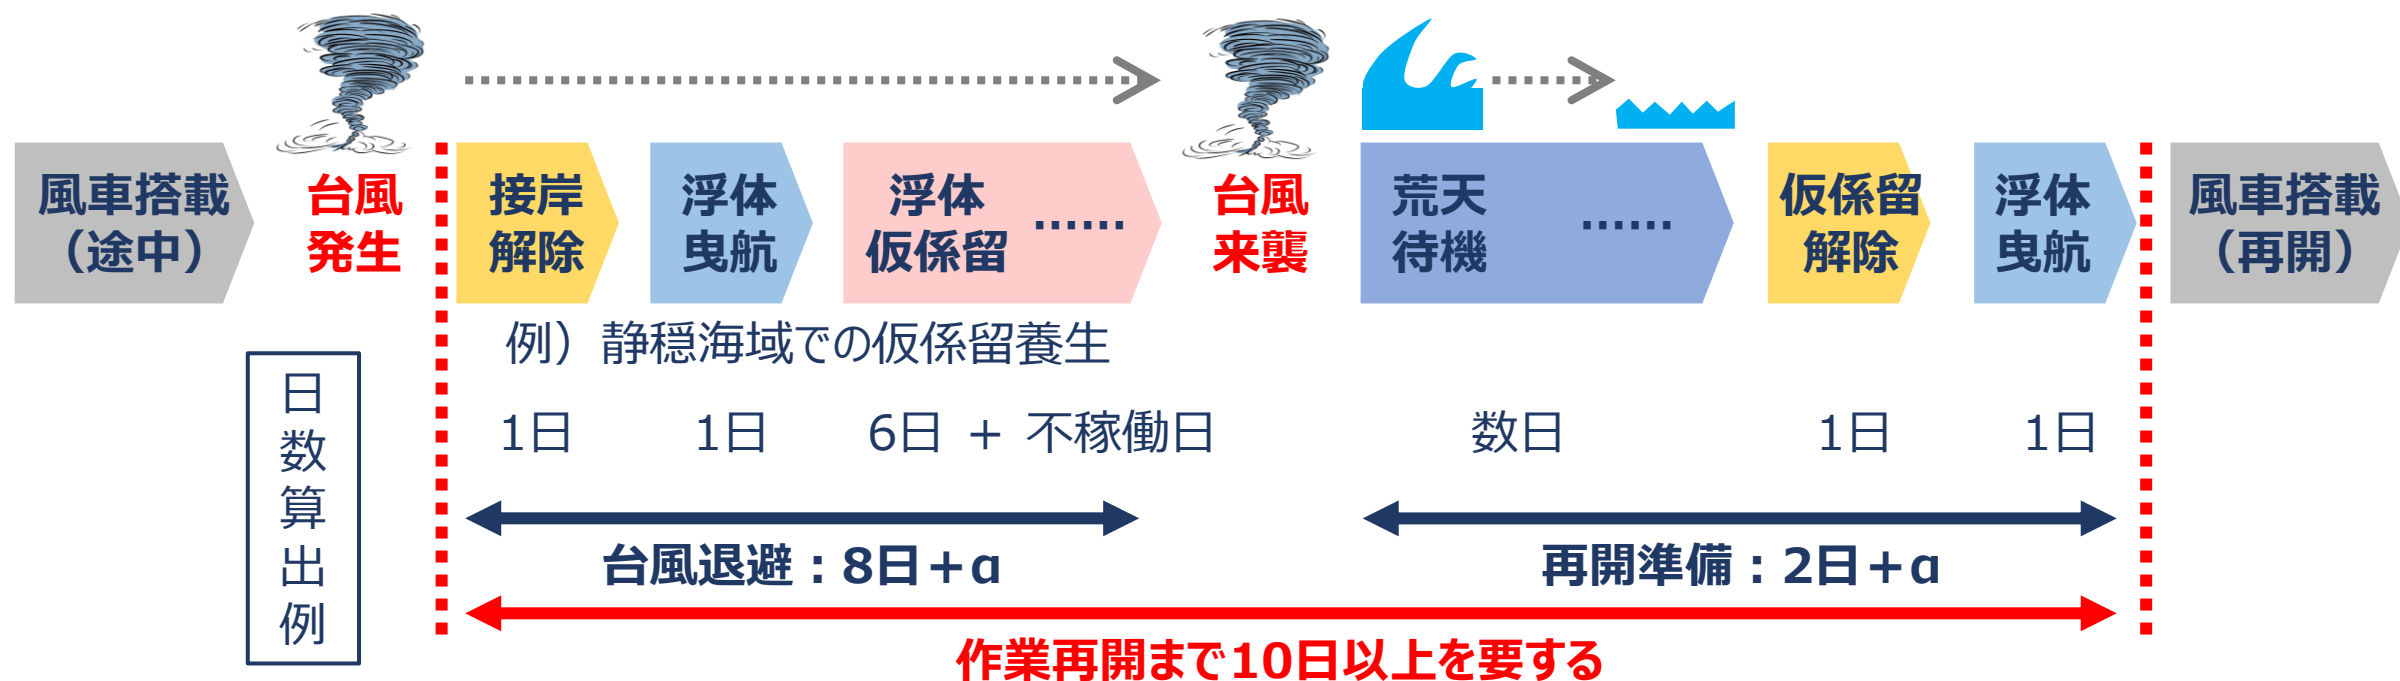 風車搭載
（途中）
台風
発生
接岸
解除
浮体
曳航
浮体
仮係留
……
台風
来襲
荒天
待機
……
仮係留
解除
浮体
曳航
風車搭載
（再開）
例）静穏海域での仮係留養生
日数算出例
1日
1日
6日 + 不稼働日
数日
1日
1日
台風退避：8日＋α
再開準備：2日＋α
作業再開まで10日以上を要する